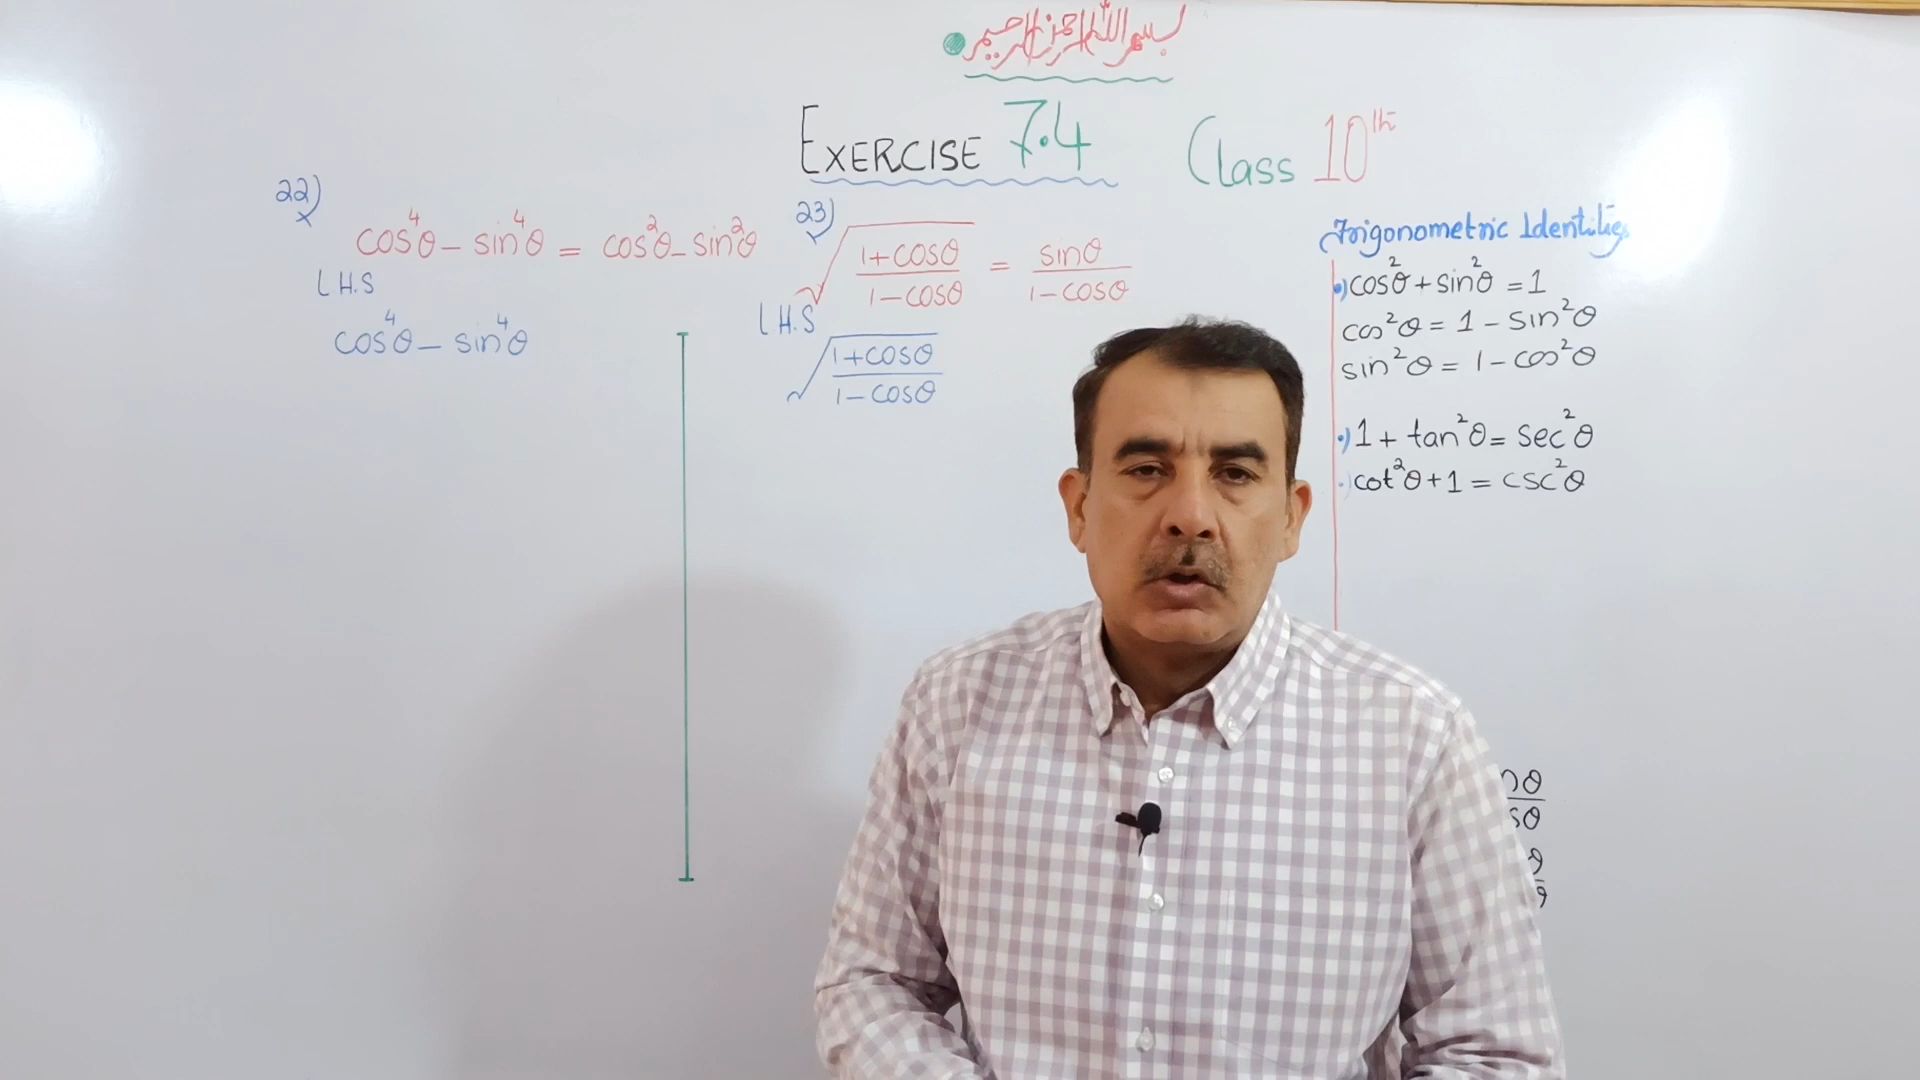 بسم اللہ الرحمن الرحیم
EXERCISE 7.4 Class 10th
22)
cos⁴θ - sin⁴θ = cos²θ - sin²θ
L.H.S
cos⁴θ - sin⁴θ
23)
√((1+cosθ)/(1-cosθ)) = sinθ/(1-cosθ)
L.H.S
√((1+cosθ)/(1-cosθ))
Trigonometric Identities
•) cos²θ + sin²θ = 1
cos²θ = 1 - sin²θ
sin²θ = 1 - cos²θ
•) 1 + tan²θ = sec²θ
•) cot²θ + 1 = csc²θ